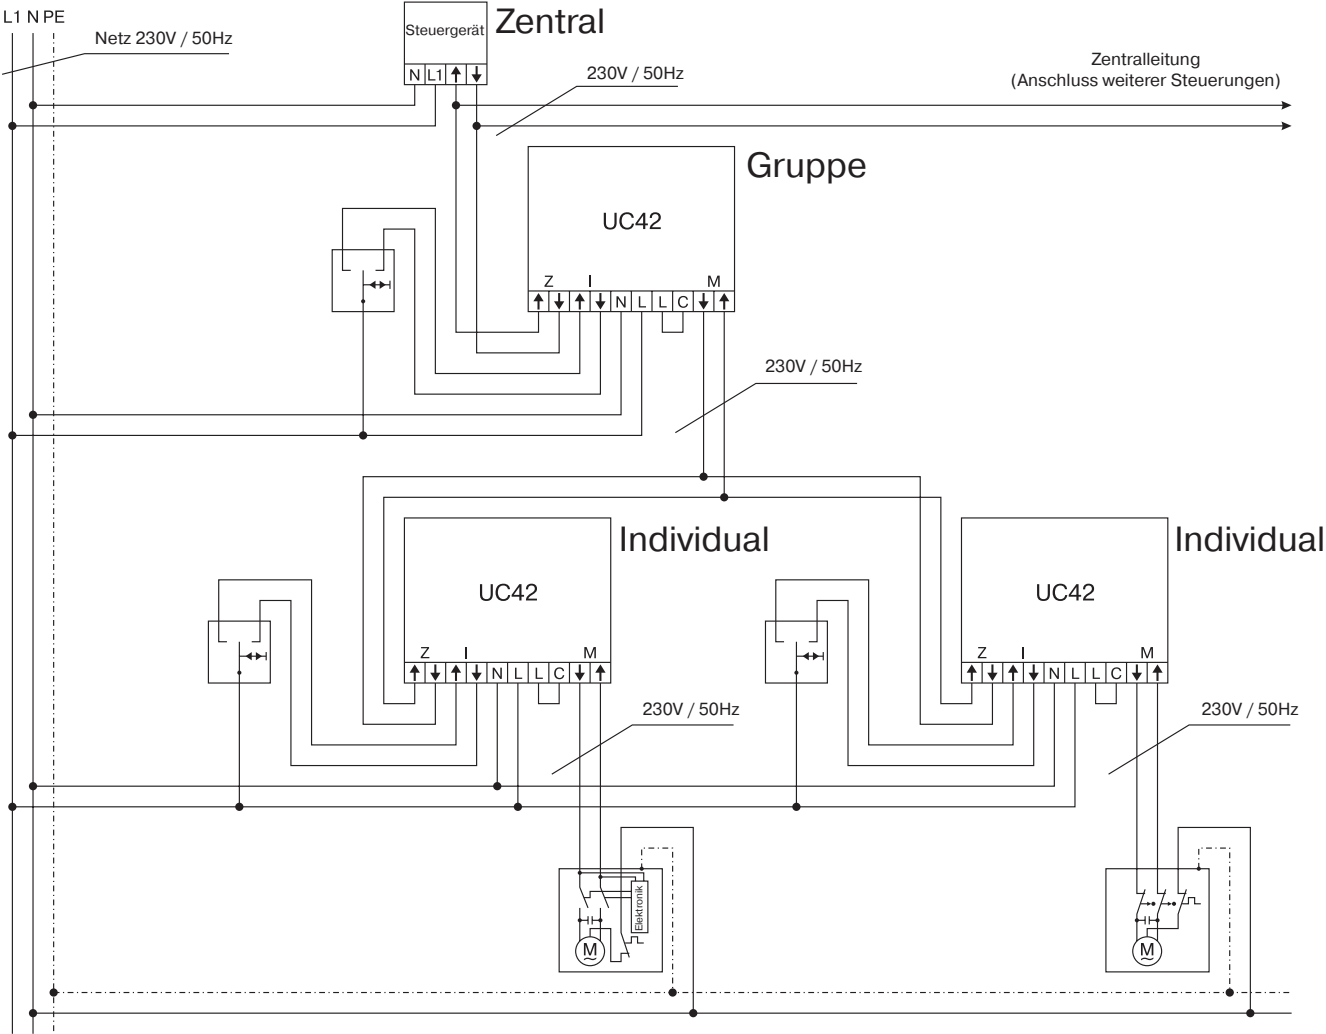 L1 N PE
Netz 230V / 50Hz
Steuergerät
Zentral
N L1
230V / 50Hz
Zentralleitung
(Anschluss weiterer Steuerungen)
Gruppe
UC42
Z I M
N L L C
230V / 50Hz
Individual
UC42
Z I M
N L L C
230V / 50Hz
Elektronik
M
Individual
UC42
Z I M
N L L C
230V / 50Hz
M